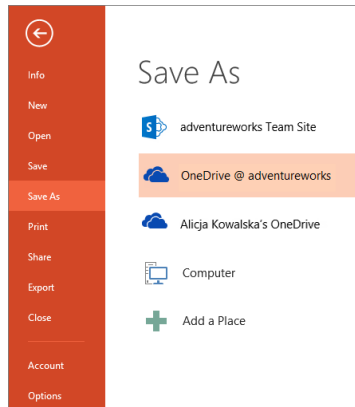 Info
New
Open
Save
Save As
Print
Share
Export
Close
Account
Options
Save As
adventureworks Team Site
OneDrive @ adventureworks
Alicja Kowalska's OneDrive
Computer
Add a Place